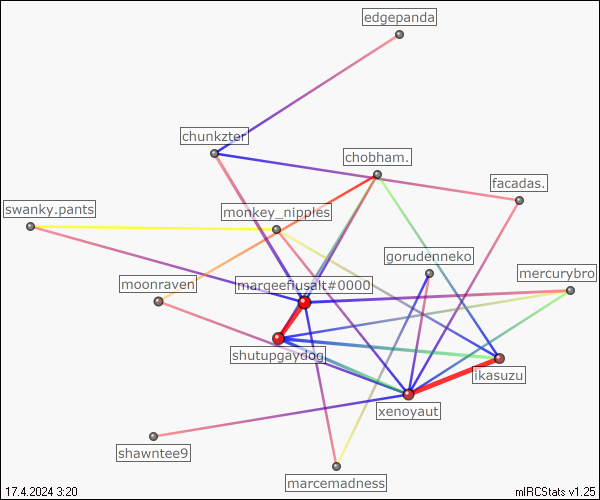 edgepanda
chunkzter
chobham.
facadas.
swanky.pants
monkey_nipples
gorudenneko
mercurybro
moonraven
margeefusalt#0000
shutupgaydog
ikasuzu
xenoyaut
shawntee9
marcemadness
17.4.2024 3:20
mIRCStats v1.25